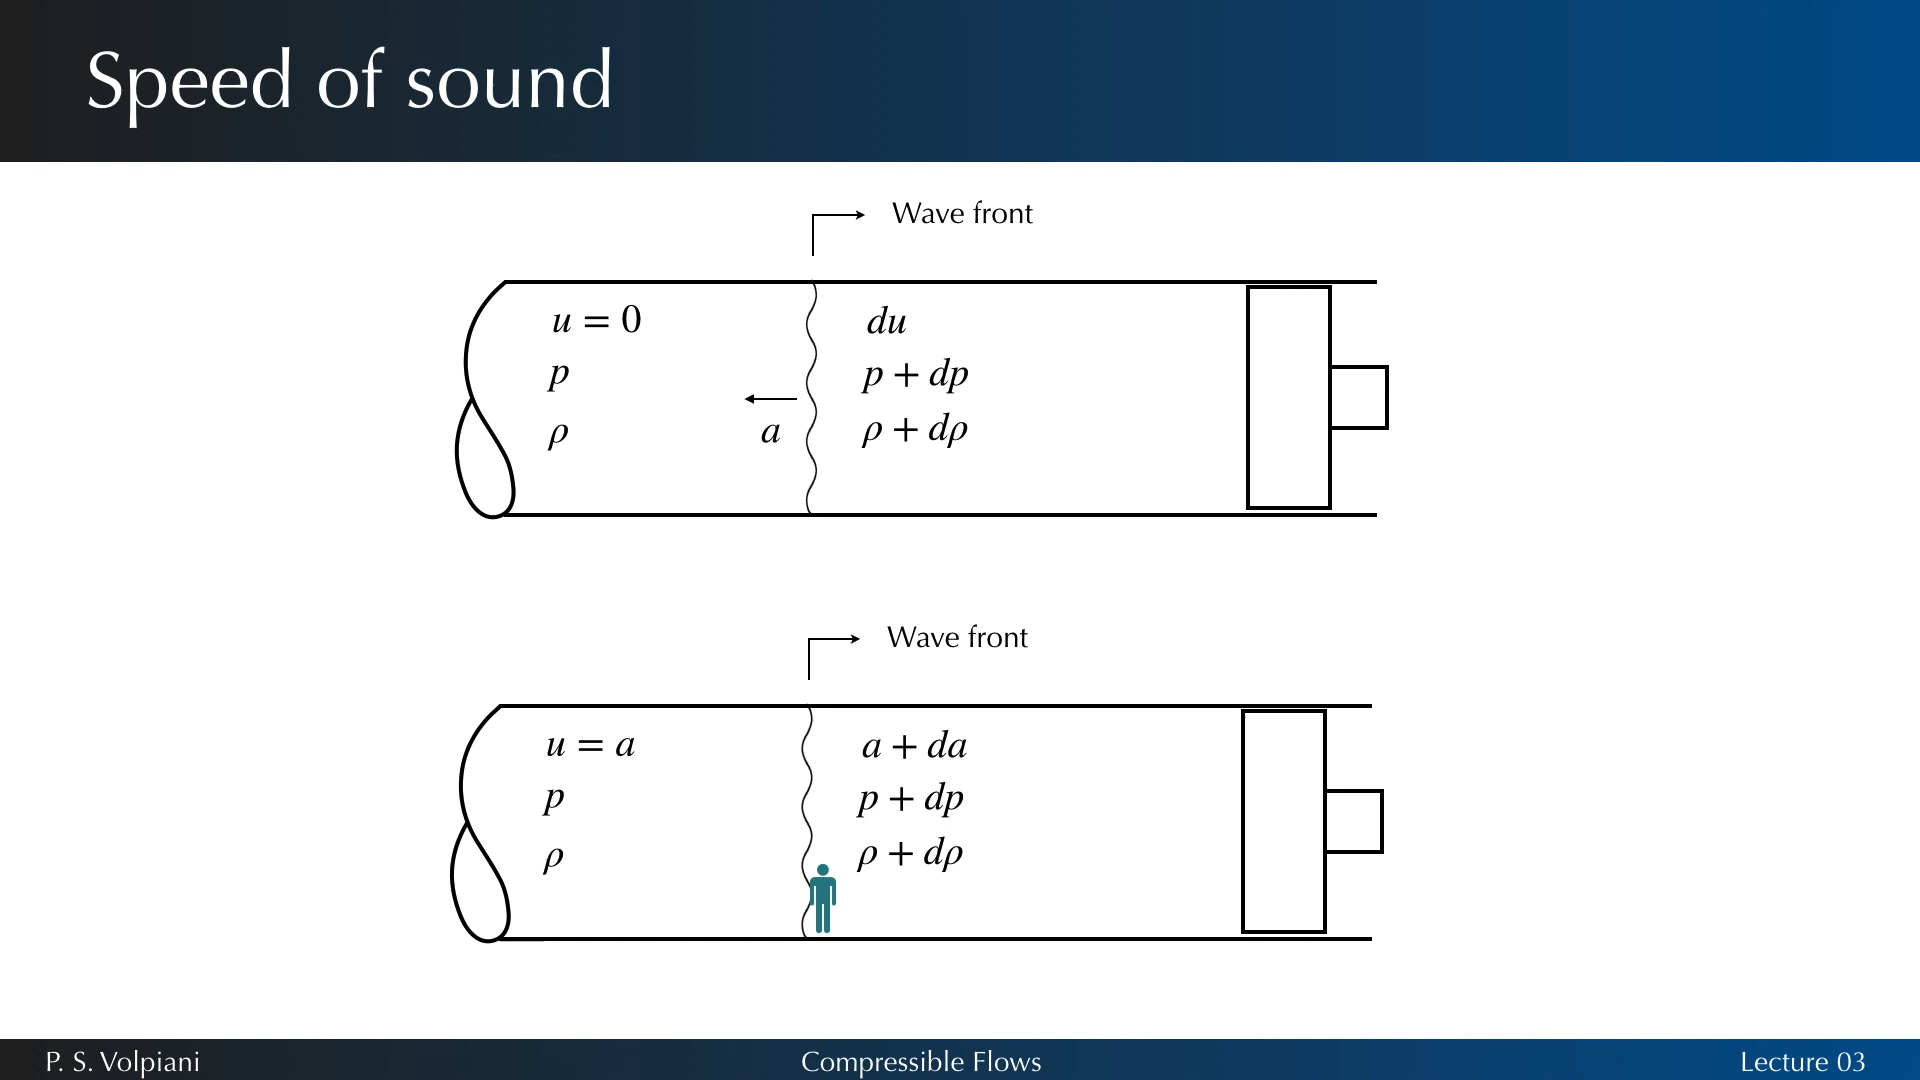 Speed of sound
Wave front
u = 0
du
p
p + dp
ρ
a
ρ + dρ
Wave front
u = a
a + da
p
p + dp
ρ
ρ + dρ
P. S. Volpiani
Compressible Flows
Lecture 03